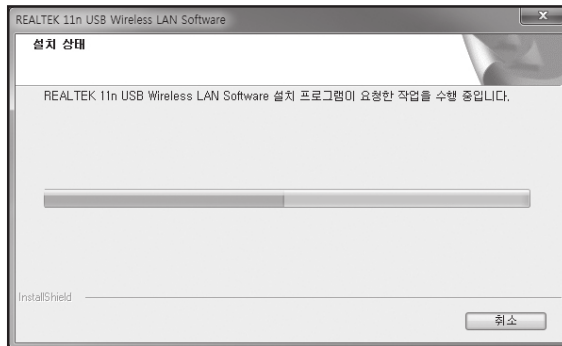 REALTEK 11n USB Wireless LAN Software
설치 상태
REALTEK 11n USB Wireless LAN Software 설치 프로그램이 요청한 작업을 수행 중입니다.
InstallShield
취소